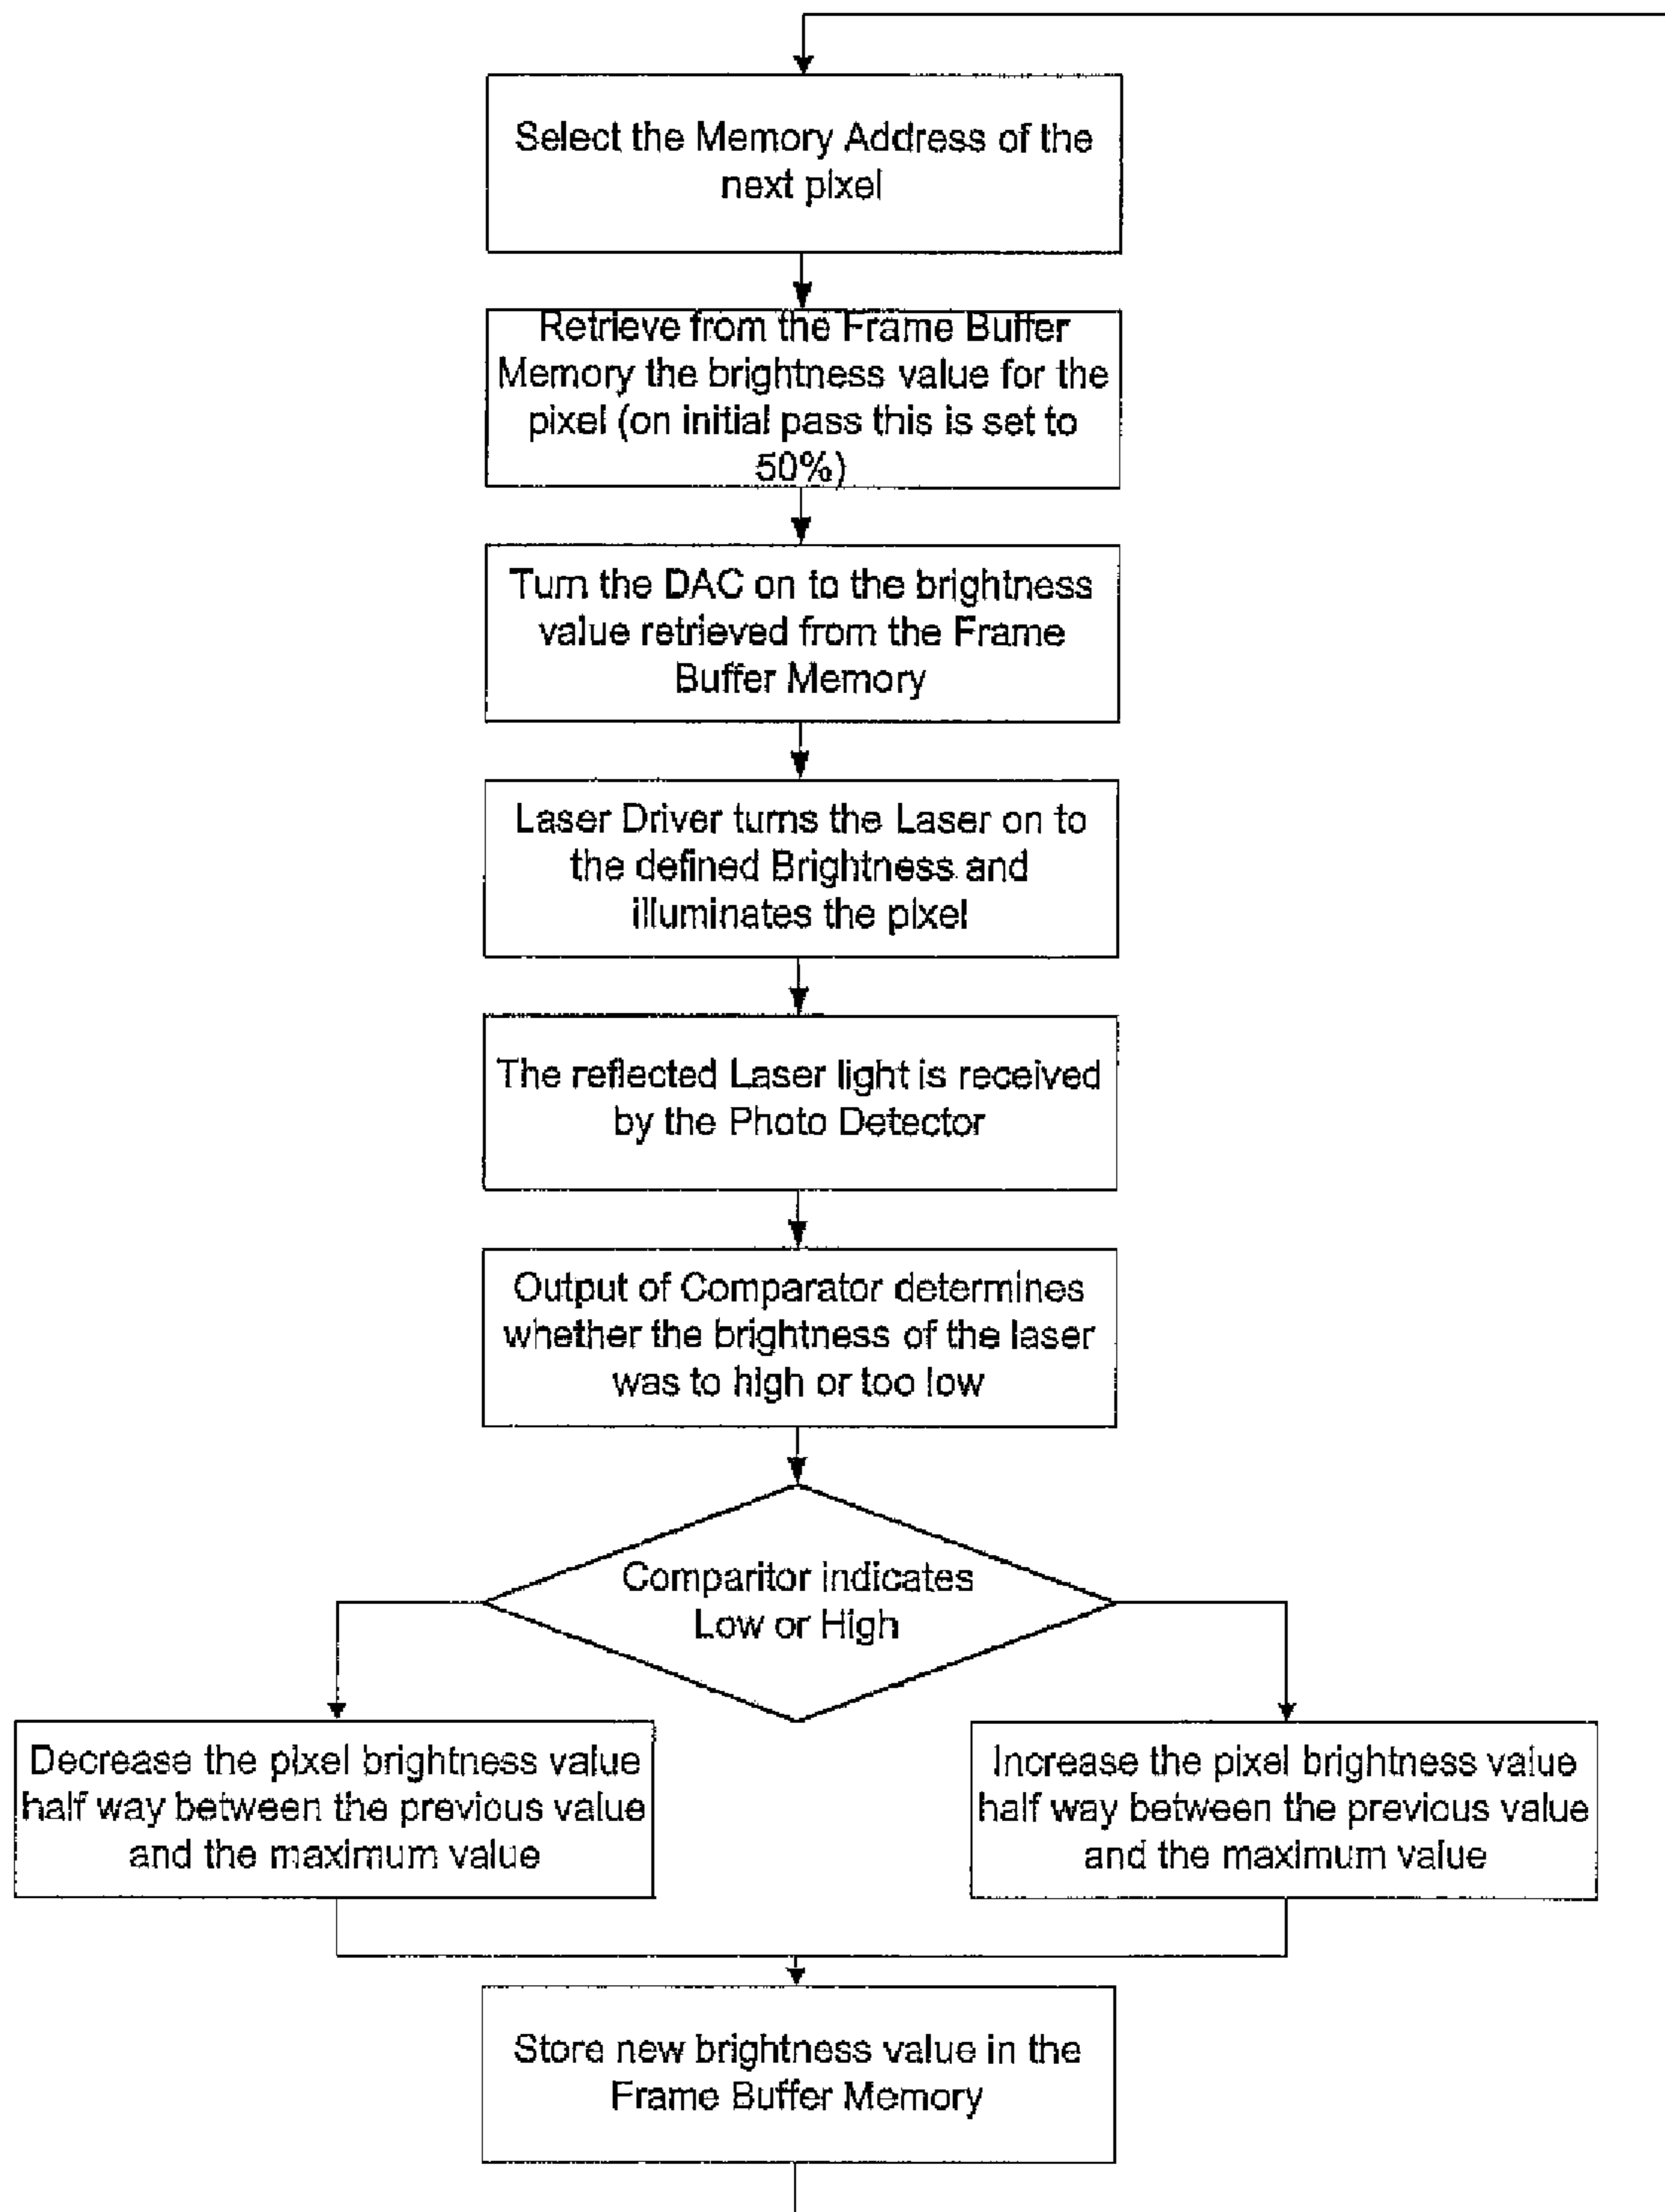 Select the Memory Address of the
next pixel
Retrieve from the Frame Buffer
Memory the brightness value for the
pixel (on initial pass this is set to
50%)
Turn the DAC on to the brightness
value retrieved from the Frame
Buffer Memory
Laser Driver turns the Laser on to
the defined Brightness and
illuminates the pixel
The reflected Laser light is received
by the Photo Detector
Output of Comparator determines
whether the brightness of the laser
was to high or too low
Comparitor indicates
Low or High
Decrease the pixel brightness value
half way between the previous value
and the maximum value
Increase the pixel brightness value
half way between the previous value
and the maximum value
Store new brightness value in the
Frame Buffer Memory